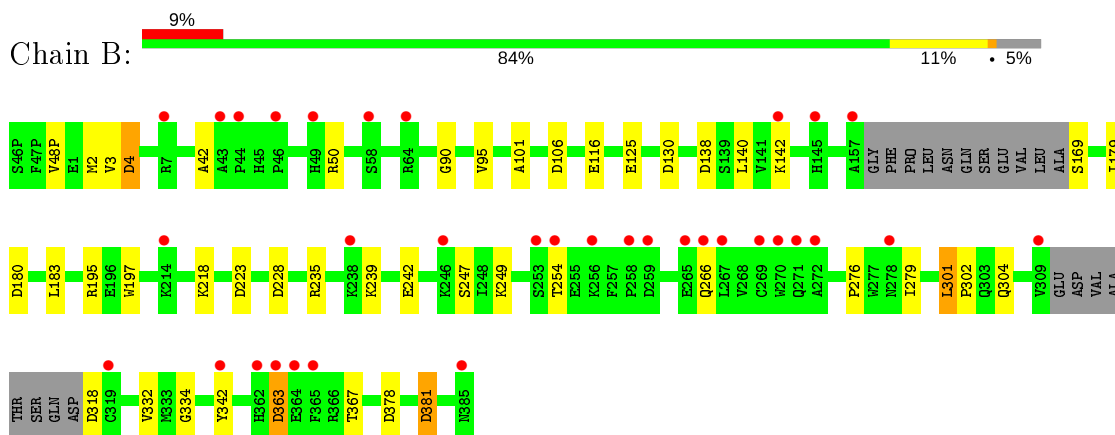 9%
Chain B:
84% 11% • 5%
S46P F47P V48P E1 M2 V3 D4 R7 A42 A43 P44 H45 P46 H49 R50 S58 R64 G90 V95 A101 D106 E116 E125 D130 D138 S139 L140 V141 K142 H145 A157 GLY PHE PRO LEU ASN GLN SER GLU VAL LEU ALA S169 I179
D180 L183 R195 E196 W197 K214 K218 D223 D228 R235 K238 K239 E242 K246 S247 I248 K249 S253 T254 E255 K256 F257 P258 D259 E265 Q266 L267 V268 C269 W270 Q271 A272 P276 W277 N278 I279 L301 P302 Q303 Q304 V309 GLU ASP VAL ALA
THR SER GLN ASP D318 C319 V332 M333 G334 Y342 H362 D363 E364 F365 R366 T367 D378 D381 N385